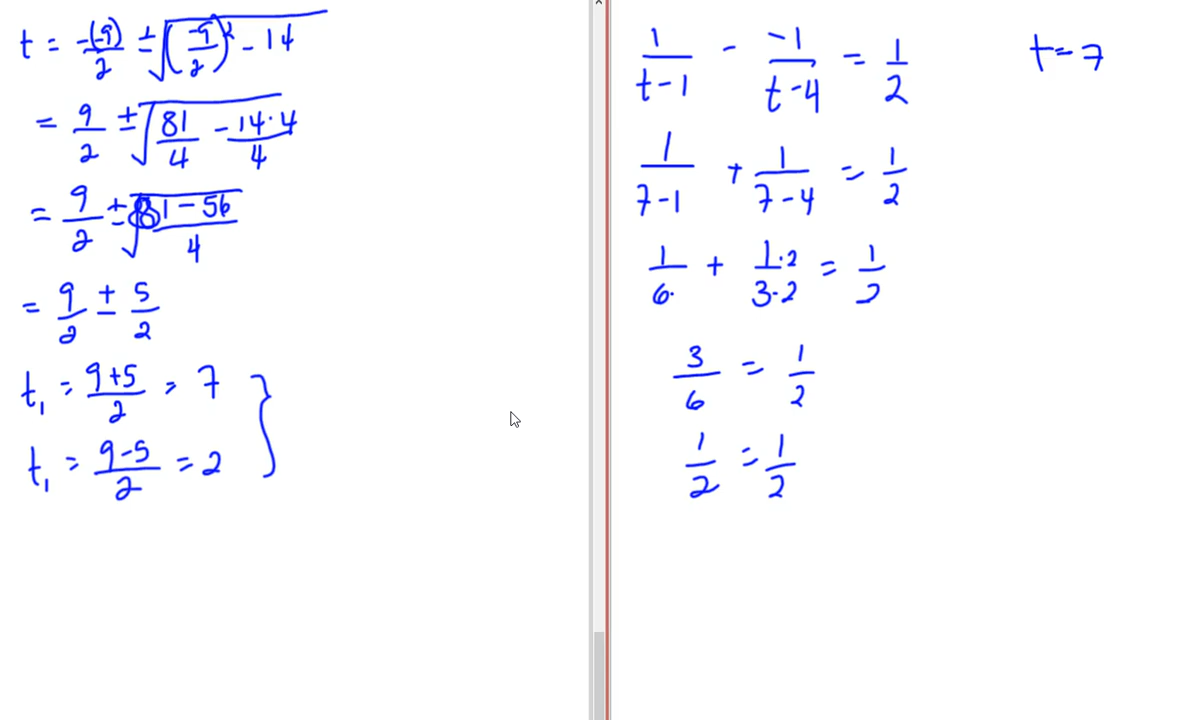 t = -(-9)/2 ± √((-9/2)² - 14)
= 9/2 ± √(81/4 - 14·4/4)
= 9/2 ± √((81 - 56)/4)
= 9/2 ± 5/2
t₁ = (9+5)/2 = 7
t₁ = (9-5)/2 = 2
1/(t-1) - -1/(t-4) = 1/2
t = 7
1/(7-1) + 1/(7-4) = 1/2
1/6· + 1·2/3·2 = 1/2
3/6 = 1/2
1/2 = 1/2